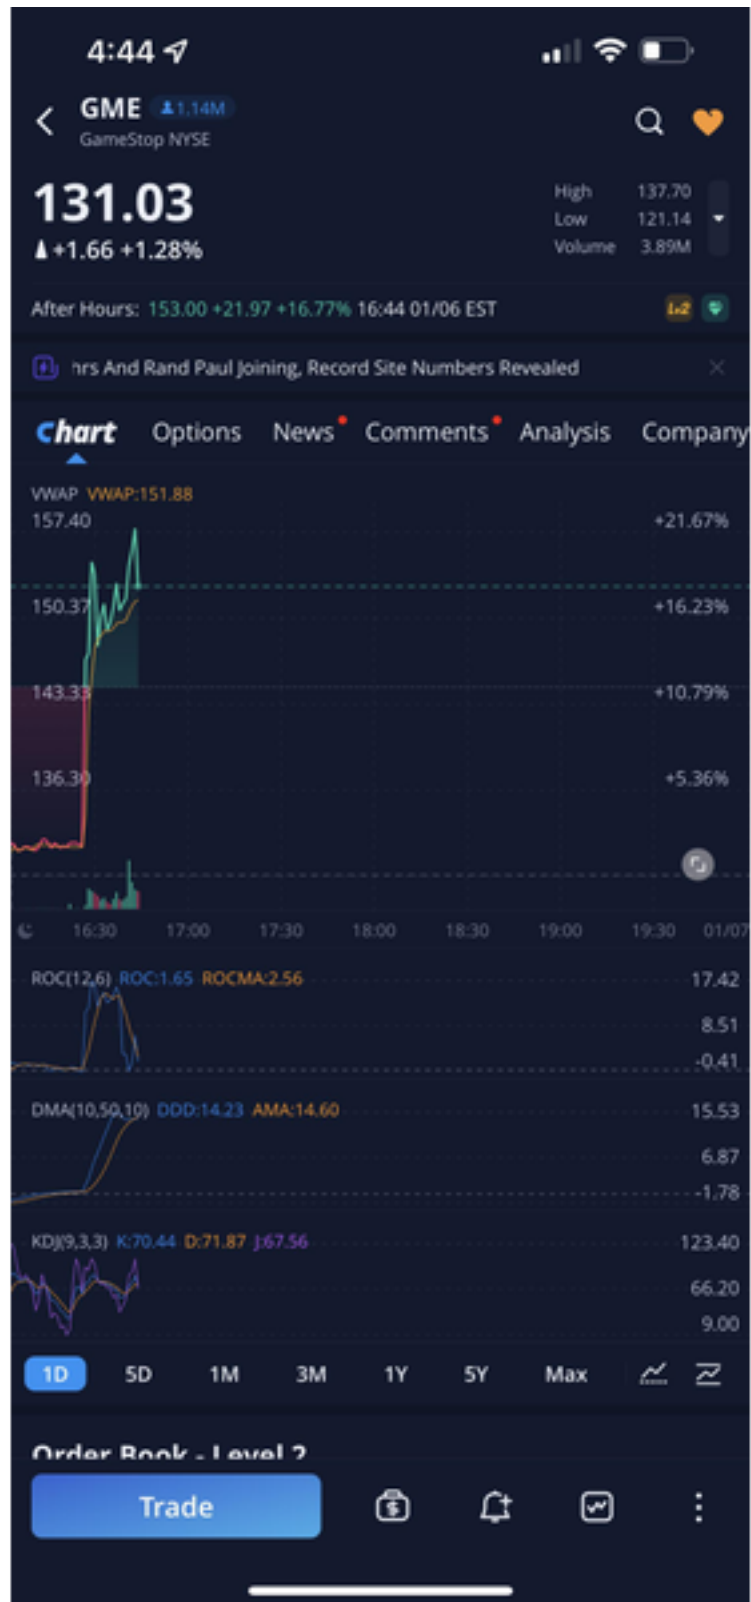 4:44
GME 1.14M
GameStop NYSE
131.03
+1.66 +1.28%
High 137.70
Low 121.14
Volume 3.89M
After Hours: 153.00 +21.97 +16.77% 16:44 01/06 EST
Lv2
hrs And Rand Paul Joining, Record Site Numbers Revealed
Chart Options News Comments Analysis Company
VWAP VWAP:151.88
157.40 +21.67%
150.37 +16.23%
143.33 +10.79%
136.30 +5.36%
16:30 17:00 17:30 18:00 18:30 19:00 19:30 01/07
ROC(12,6) ROC:1.65 ROCMA:2.56 17.42
8.51
-0.41
DMA(10,50,10) DDD:14.23 AMA:14.60 15.53
6.87
-1.78
KDJ(9,3,3) K:70.44 D:71.87 J:67.56 123.40
66.20
9.00
1D 5D 1M 3M 1Y 5Y Max
Order Book - Level 2
Trade